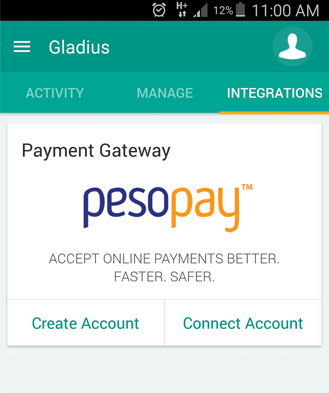 H+ 12% 11:00 AM
Gladius
ACTIVITY MANAGE INTEGRATIONS
Payment Gateway
pesopay™
ACCEPT ONLINE PAYMENTS BETTER.
FASTER. SAFER.
Create Account Connect Account